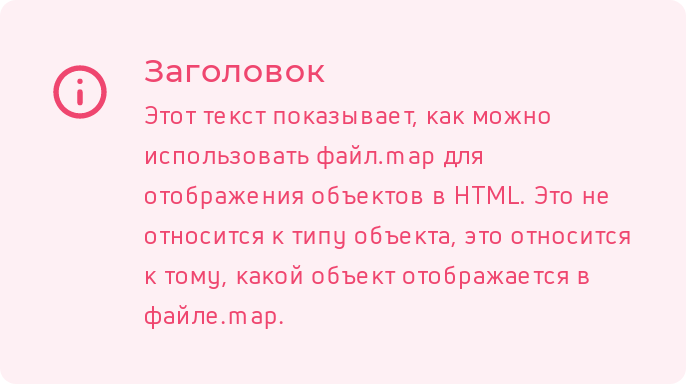 Заголовок
Этот текст показывает, как можно
использовать файл.map для
отображения объектов в HTML. Это не
относится к типу объекта, это относится
к тому, какой объект отображается в
файле.map.